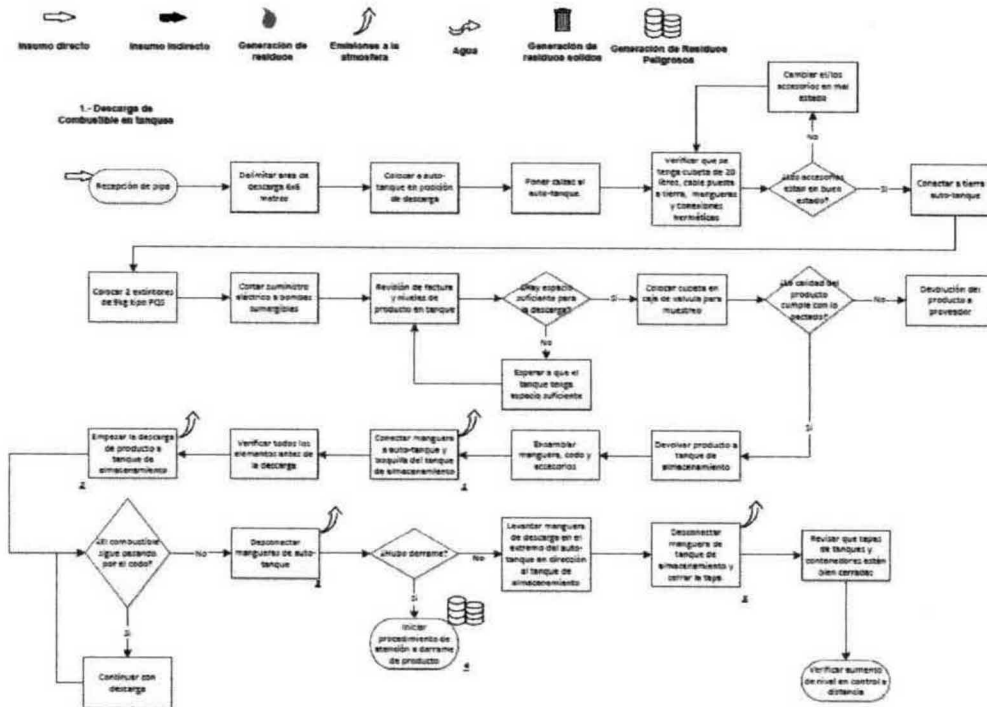 Insumo directo
Insumo indirecto
Generación de
residuos
Emisiones a la
atmosfera
Agua
Generación de
residuos solidos
Generación de Residuos
Peligrosos
1.- Descarga de
Combustible en tanques
Cambiar el/los
accesorios en mal
estado
No
Recepción de pipa
Delimitar area de
descarga 6x6
metros
Colocar a auto-
tanque en posición
de descarga
Poner calzas al
auto-tanque.
Verificar que se
tenga cubeta de 20
litros, cable puesta
a tierra, mangueras
y conexiones
herméticas
¿Los accesorios
estan en buen
estado?
Si
Conectar a tierra
auto-tanque
Colocar 2 extintores
de 9kg tipo PQS
Cortar suministro
eléctrico a bombas
sumergibles
Revisión de factura
y niveles de
producto en tanque
¿Hay espacio
suficiente para
la descarga?
Si
Colocar cubeta en
caja de valvula para
muestreo
¿La calidad del
producto
cumple con lo
pactado?
No
Devolución del
producto a
proveedor
No
Esperar a que el
tanque tenga
espacio suficiente
Si
Empezar la descarga
de producto a
tanque de
almacenamiento
Verificar todos los
elementos antes de
la descarga
Conectar manguera
a auto-tanque y
boquilla del tanque
de almacenamiento
Ensamblar
manguera, codo y
accesorios
Devolver producto a
tanque de
almacenamiento
¿El combustible
sigue pasando
por el codo?
No
Desconectar
mangueras de auto-
tanque
¿Hubo derrame?
No
Levantar manguera
de descarga en el
extremo del auto-
tanque en dirección
al tanque de
almacenamiento
Desconectar
manguera de
tanque de
almacenamiento y
cerrar la tapa.
Revisar que tapas de
tanques y
contenedores están
bien cerradas
Si
Si
Continuar con
descarga
Iniciar
procedimiento de
atención a derrame
de producto
4
Verificar aumento
de nivel en control a
distancia